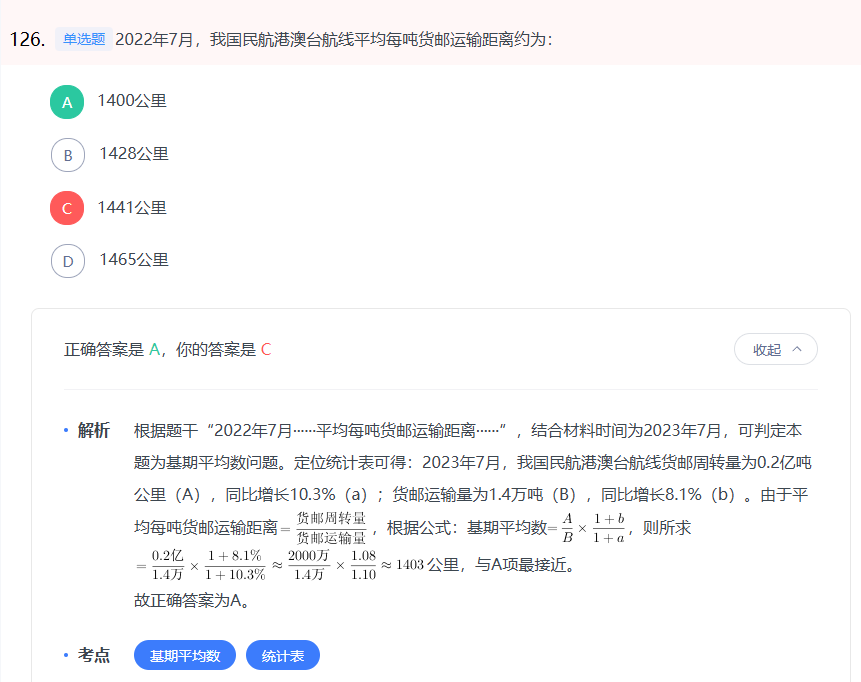 126. 单选题 2022年7月，我国民航港澳台航线平均每吨货邮运输距离约为：
A 1400公里
B 1428公里
C 1441公里
D 1465公里
正确答案是 A，你的答案是 C 收起
解析 根据题干“2022年7月……平均每吨货邮运输距离……”，结合材料时间为2023年7月，可判定本
题为基期平均数问题。定位统计表可得：2023年7月，我国民航港澳台航线货邮周转量为0.2亿吨
公里（A），同比增长10.3%（a）；货邮运输量为1.4万吨（B），同比增长8.1%（b）。由于平
均每吨货邮运输距离=货邮周转量/货邮运输量，根据公式：基期平均数=A/B×(1+b)/(1+a)，则所求
=0.2亿/1.4万×(1+8.1%)/(1+10.3%)≈2000万/1.4万×1.08/1.10≈1403公里，与A项最接近。
故正确答案为A。
考点 基期平均数 统计表